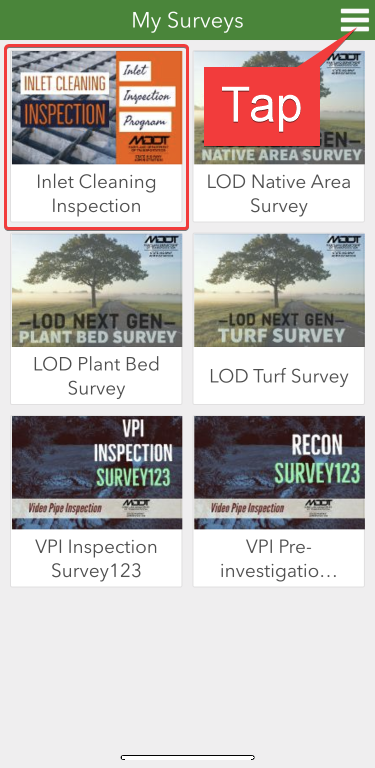 My Surveys
Tap
INLET CLEANING
INSPECTION
Inlet
Inspection
Program
MDOT
Inlet Cleaning
Inspection
MDOT
GEN—
NATIVE AREA SURVEY
LOD Native Area
Survey
MDOT
—LOD NEXT GEN—
PLANT BED SURVEY
LOD Plant Bed
Survey
MDOT
—LOD NEXT GEN—
TURF SURVEY
LOD Turf Survey
VPI
INSPECTION
SURVEY123
Video Pipe Inspection
MDOT
VPI Inspection
Survey123
RECON
SURVEY123
Video Pipe Inspection
MDOT
VPI Pre-
investigatio...